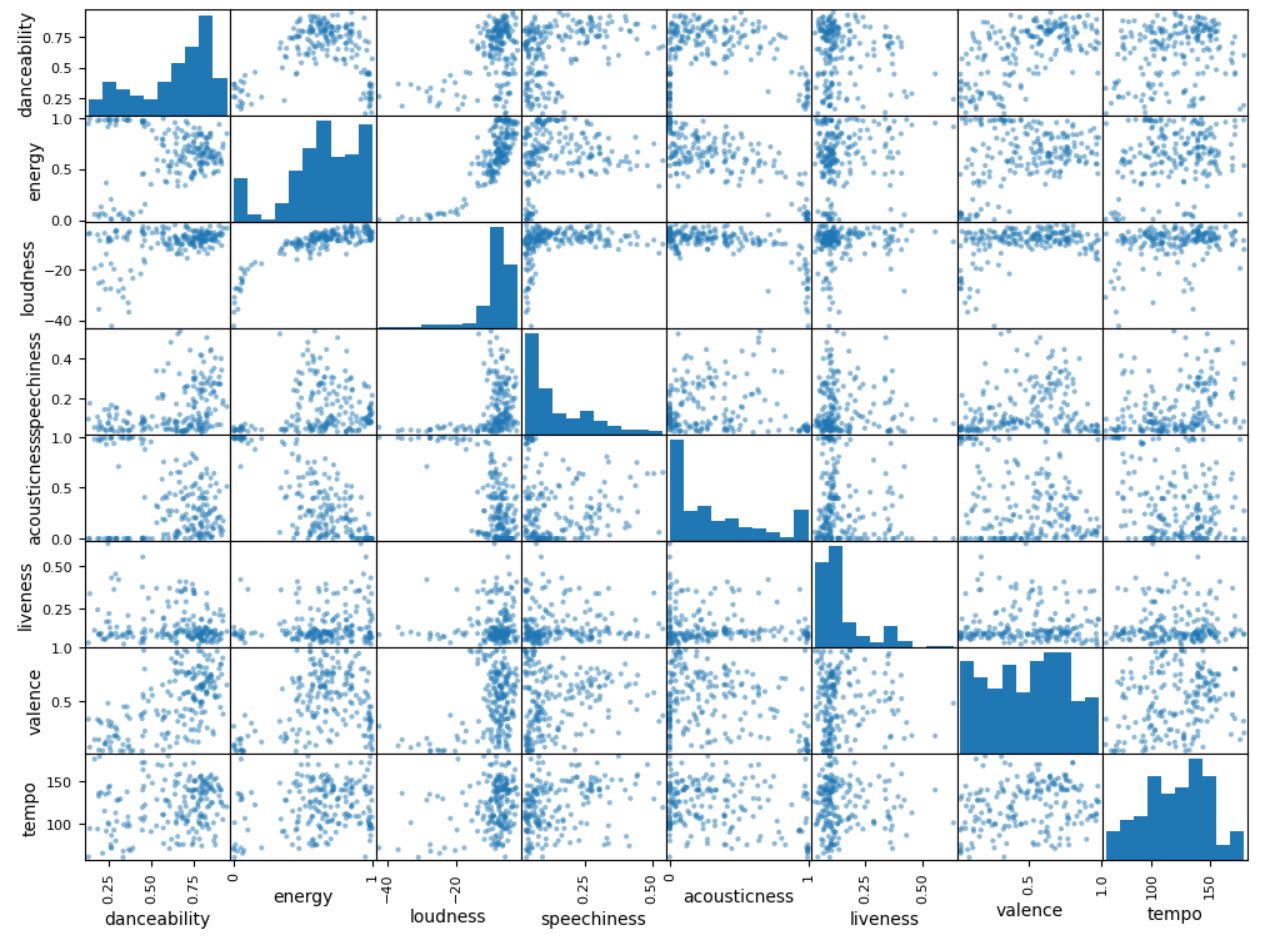 danceability
0.75
0.5
0.25
energy
1.0
0.5
0.0
loudness
−20
−40
speechiness
0.4
0.2
acousticness
1.0
0.5
0.0
liveness
0.50
0.25
valence
1.0
0.5
tempo
150
100
0.25 0.50 0.75 0 1 −40 −20 0.25 0.50 0 1 0.25 0.50 0.5 1.0 100 150
danceability energy loudness speechiness acousticness liveness valence tempo